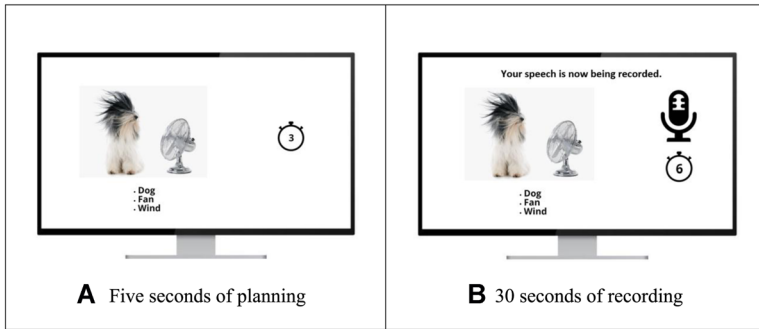 3
· Dog
· Fan
· Wind
A Five seconds of planning
Your speech is now being recorded.
6
· Dog
· Fan
· Wind
B 30 seconds of recording